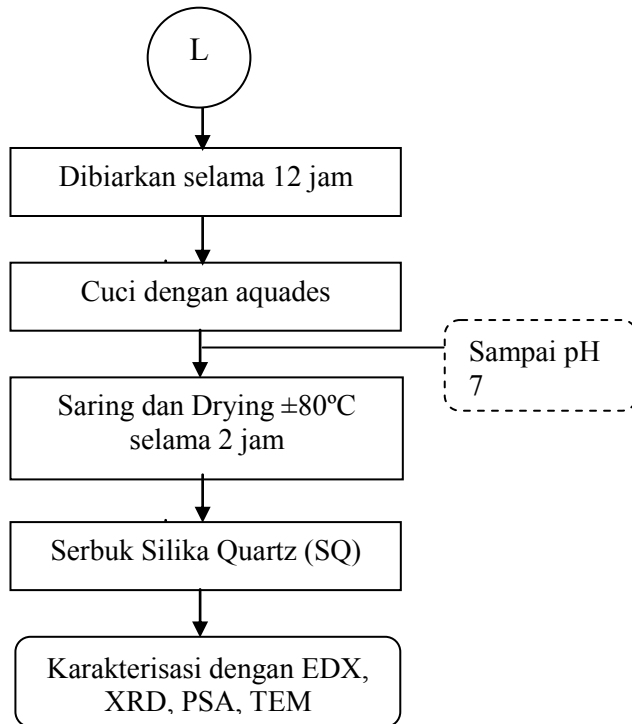 L
Dibiarkan selama 12 jam
Cuci dengan aquades
Sampai pH
7
Saring dan Drying ±80ºC
selama 2 jam
Serbuk Silika Quartz (SQ)
Karakterisasi dengan EDX,
XRD, PSA, TEM